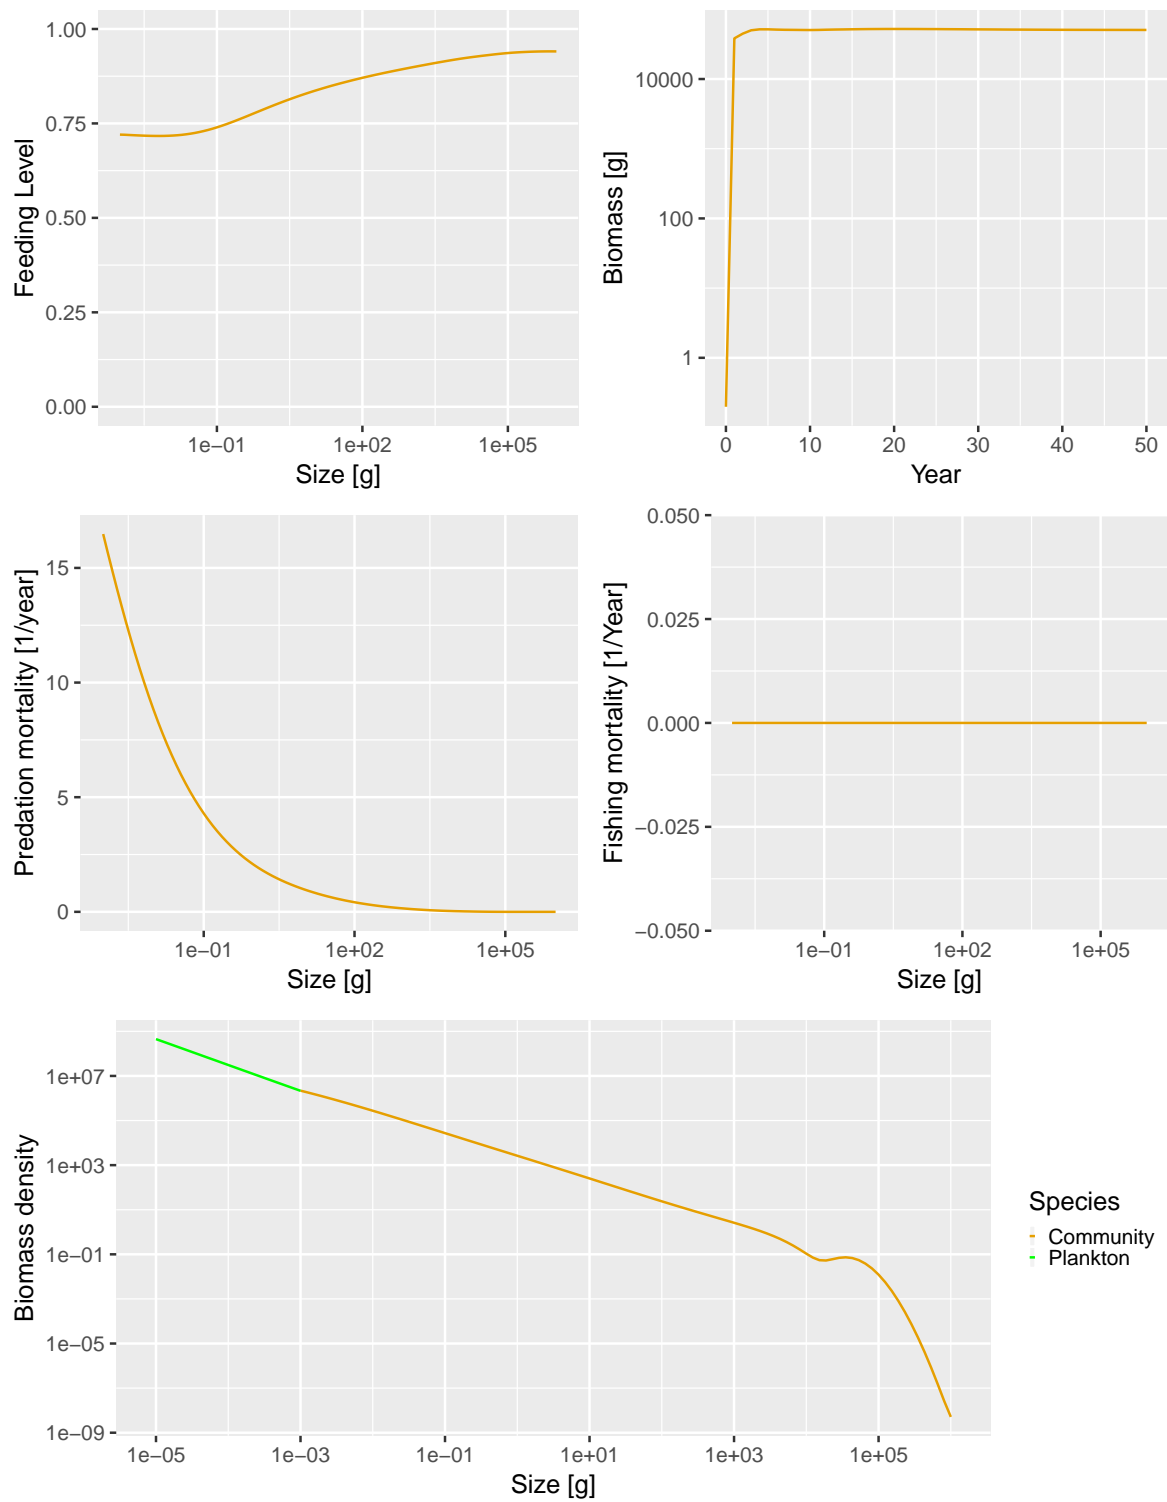 1.00
0.75
0.50
0.25
0.00
Feeding Level
1e−01 1e+02 1e+05
Size [g]
10000
100
1
Biomass [g]
0 10 20 30 40 50
Year
15
10
5
0
Predation mortality [1/year]
1e−01 1e+02 1e+05
Size [g]
0.050
0.025
0.000
−0.025
−0.050
Fishing mortality [1/Year]
1e−01 1e+02 1e+05
Size [g]
1e+07
1e+03
1e−01
1e−05
1e−09
Biomass density
1e−05 1e−03 1e−01 1e+01 1e+03 1e+05
Size [g]
Species
Community
Plankton